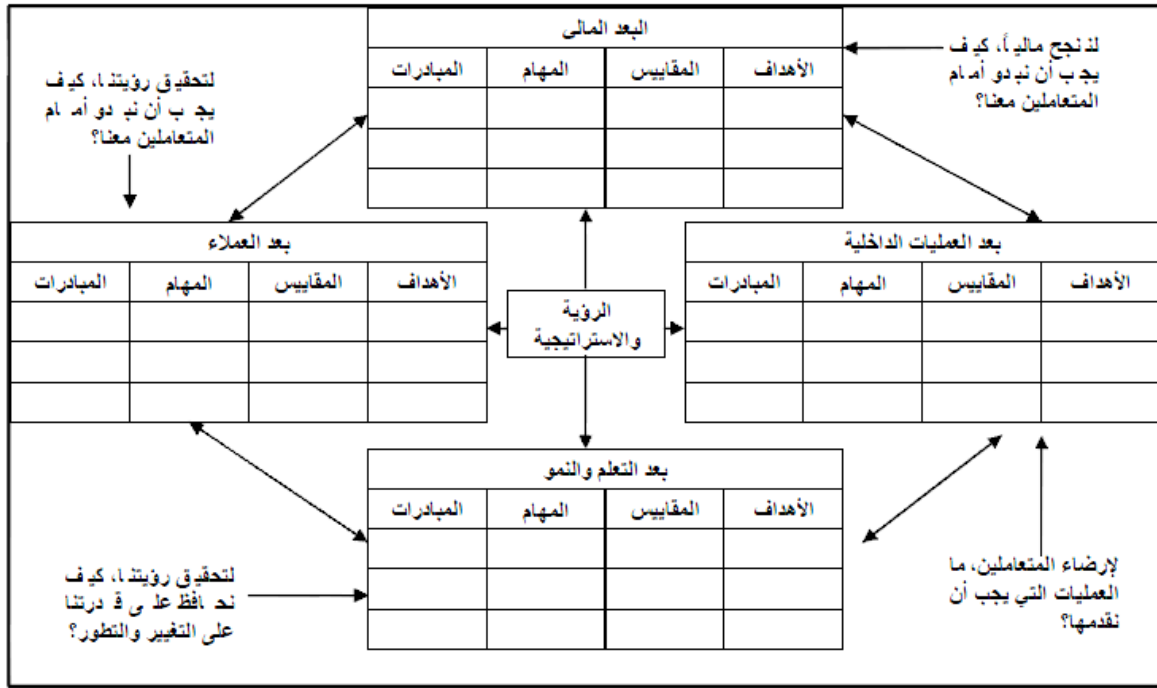 البعد المالى
الأهداف
المقاييس
المهام
المبادرات
لننجح مالياً، كيف
يجب أن نبدو أمام
المتعاملين معنا؟
لتحقيق رؤيتنا، كيف
يجب أن نبدو أمام
المتعاملين معنا؟
بعد العمليات الداخلية
الأهداف
المقاييس
المهام
المبادرات
الرؤية
والاستراتيجية
بعد العملاء
الأهداف
المقاييس
المهام
المبادرات
بعد التعلم والنمو
الأهداف
المقاييس
المهام
المبادرات
لإرضاء المتعاملين، ما
العمليات التي يجب أن
نقدمها؟
لتحقيق رؤيتنا، كيف
نحافظ على قدرتنا
على التغيير والتطور؟